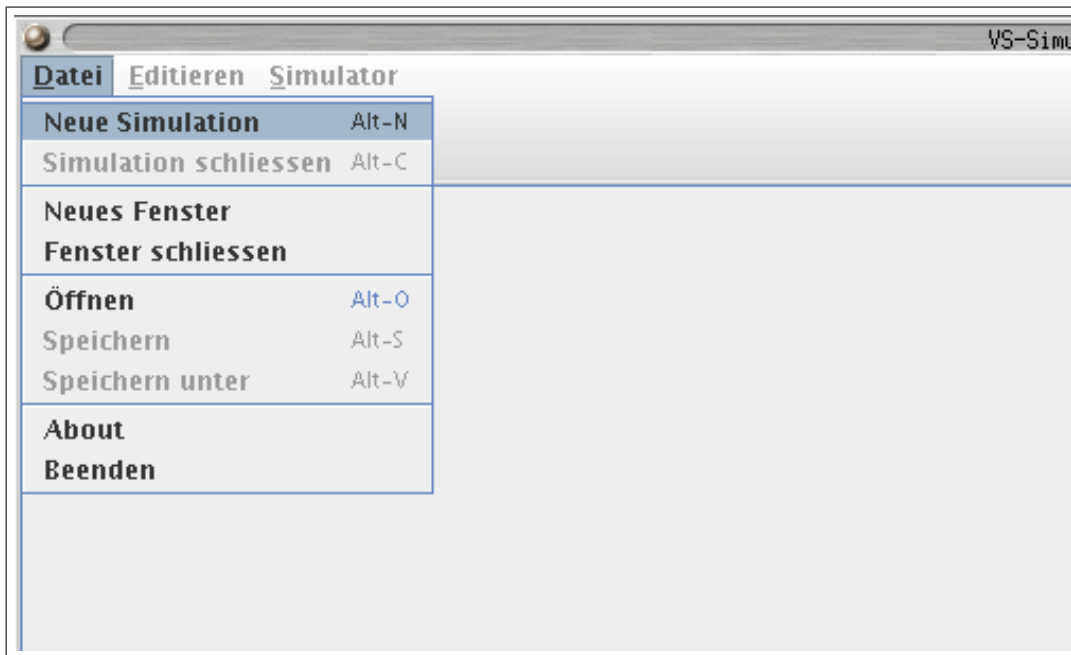 VS-Simu
Datei Editieren Simulator
Neue Simulation Alt-N
Simulation schliessen Alt-C
Neues Fenster
Fenster schliessen
Öffnen Alt-O
Speichern Alt-S
Speichern unter Alt-V
About
Beenden